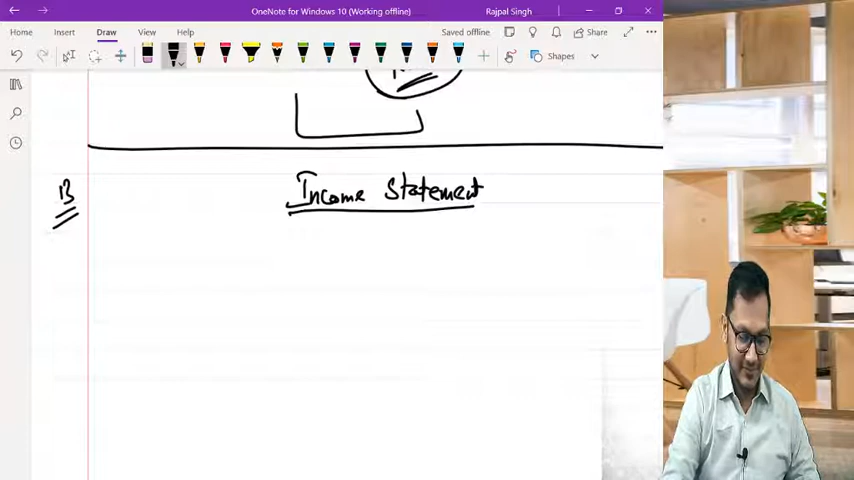 OneNote for Windows 10 (Working offline)
Rajpal Singh
Home Insert Draw View Help
Saved offline
Share
Shapes
B
Income Statement